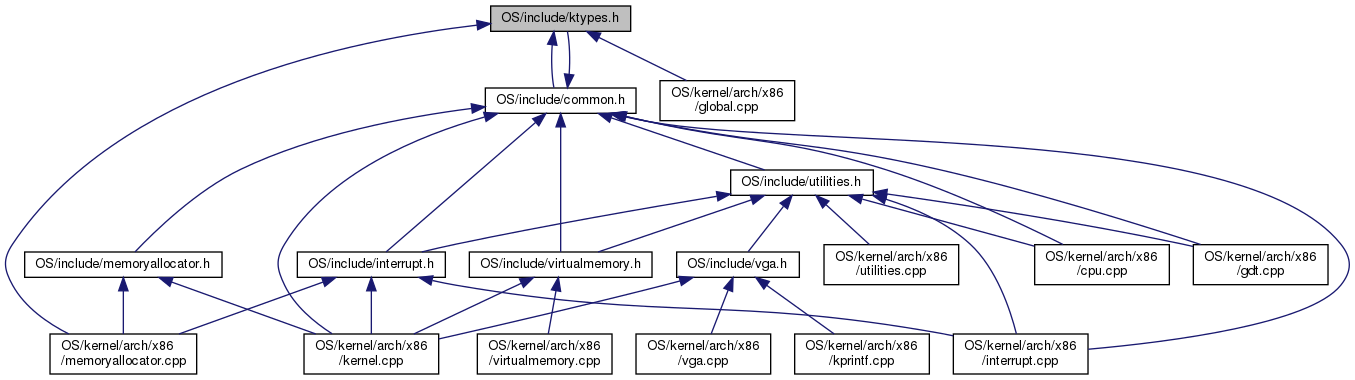 OS/include/ktypes.h
OS/include/common.h
OS/kernel/arch/x86
/global.cpp
OS/include/utilities.h
OS/include/memoryallocator.h
OS/include/interrupt.h
OS/include/virtualmemory.h
OS/include/vga.h
OS/kernel/arch/x86
/utilities.cpp
OS/kernel/arch/x86
/cpu.cpp
OS/kernel/arch/x86
/gdt.cpp
OS/kernel/arch/x86
/memoryallocator.cpp
OS/kernel/arch/x86
/kernel.cpp
OS/kernel/arch/x86
/virtualmemory.cpp
OS/kernel/arch/x86
/vga.cpp
OS/kernel/arch/x86
/kprintf.cpp
OS/kernel/arch/x86
/interrupt.cpp